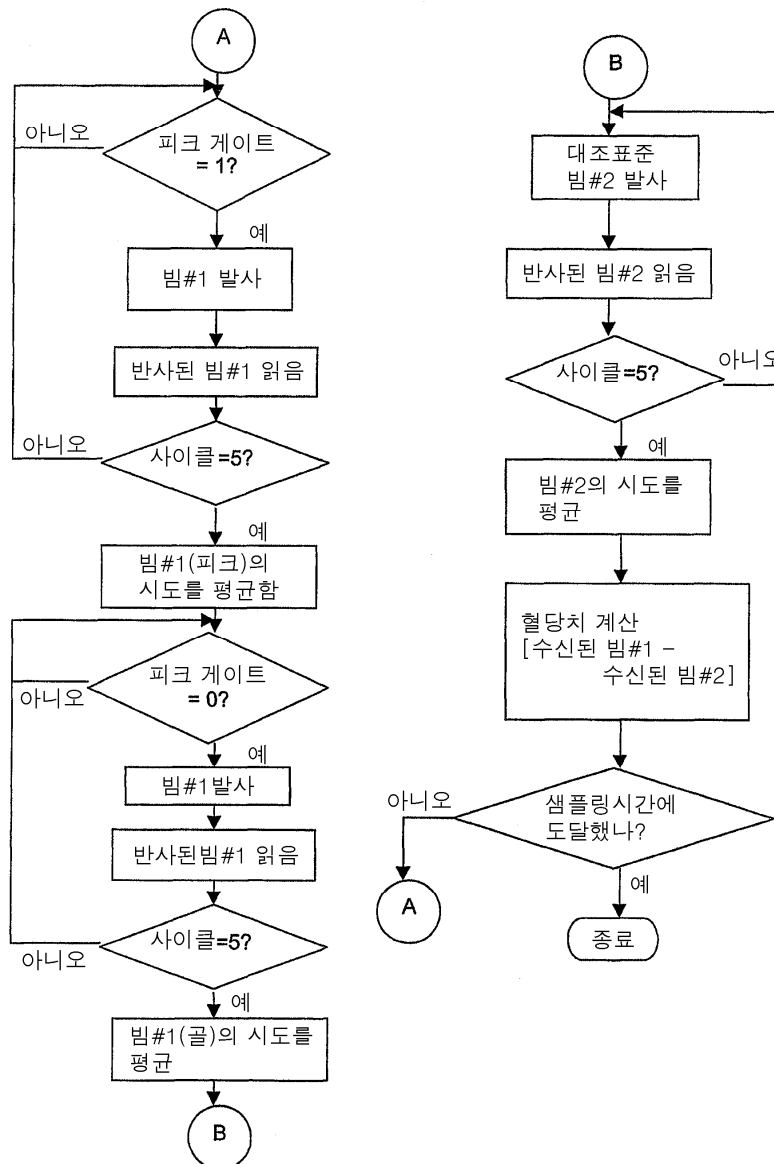 A
아니오
피크 게이트
= 1?
예
빔#1 발사
반사된 빔#1 읽음
아니오
사이클=5?
예
빔#1(피크)의
시도를 평균함
피크 게이트
= 0?
아니오
예
빔#1발사
반사된빔#1 읽음
사이클=5?
아니오
예
빔#1(골)의 시도를
평균
B
B
대조표준
빔#2 발사
반사된 빔#2 읽음
사이클=5?
아니오
예
빔#2의 시도를
평균
혈당치 계산
[수신된 빔#1 –
수신된 빔#2]
아니오
샘플링시간에
도달했나?
A
예
종료